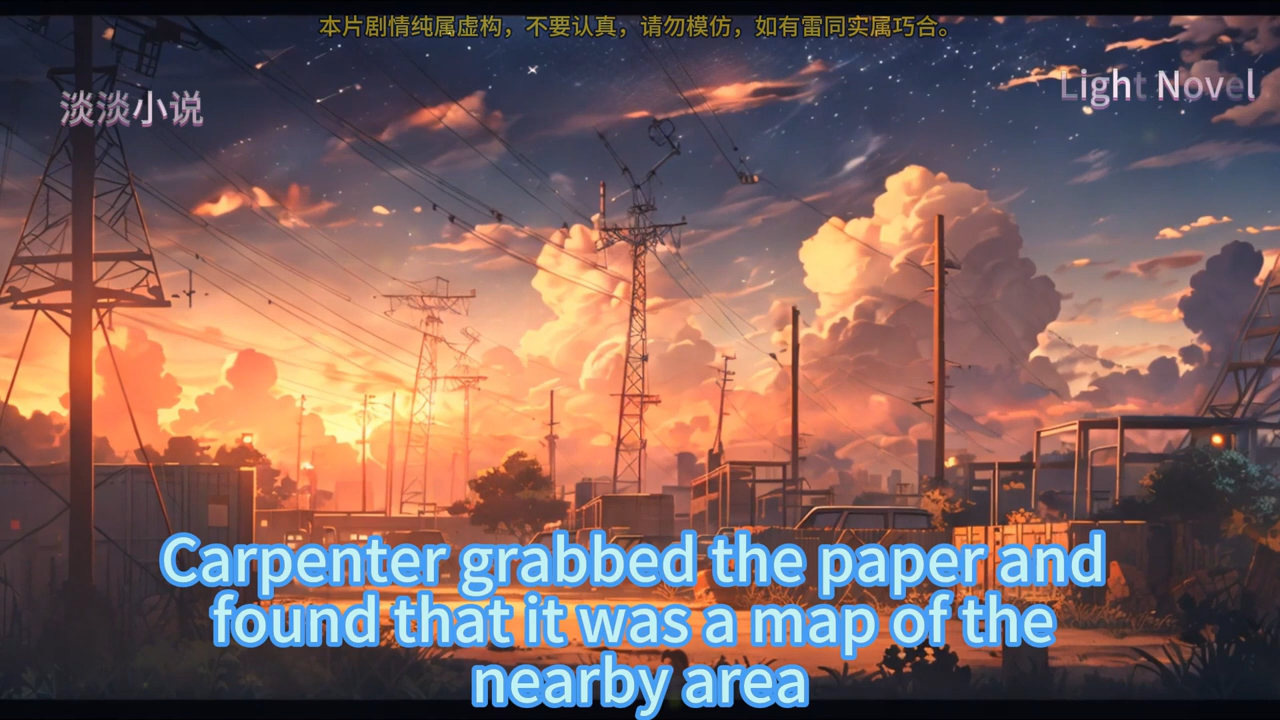 本片剧情纯属虚构，不要认真，请勿模仿，如有雷同实属巧合。
淡淡小说
Light Novel
Carpenter grabbed the paper and
found that it was a map of the
nearby area